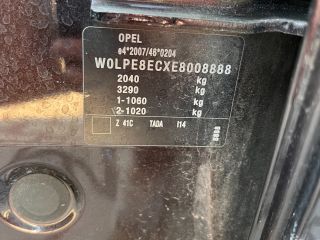 OPEL
e4*2007/46*0204
W0LPE8ECXE8008888
2040 kg
3290 kg
1-1060 kg
2-1020 kg
Z 41C TADA I14
8888